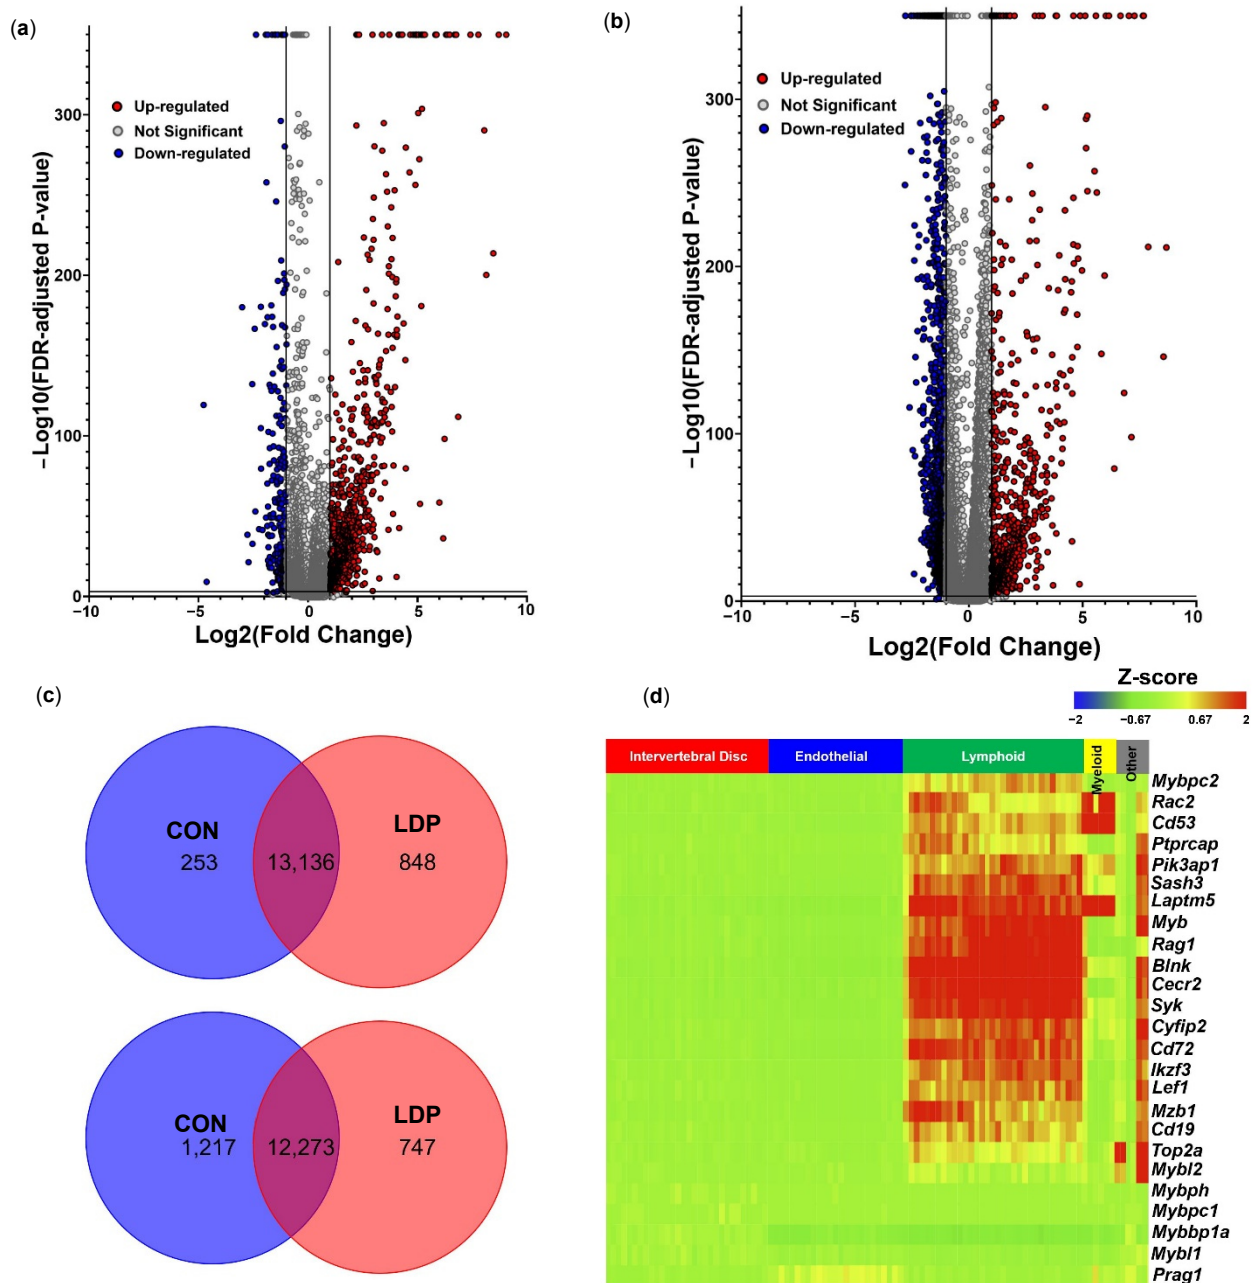 (a)
300
200
100
0
−10
−5
0
5
10
−Log10(FDR-adjusted P-value)
Log2(Fold Change)
Up-regulated
Not Significant
Down-regulated
(b)
300
200
100
0
−10
−5
0
5
10
−Log10(FDR-adjusted P-value)
Log2(Fold Change)
Up-regulated
Not Significant
Down-regulated
(c)
CON
253
13,136
LDP
848
CON
1,217
12,273
LDP
747
(d)
Z-score
−2
−0.67
0.67
2
Intervertebral Disc
Endothelial
Lymphoid
Myeloid
Other
Mybpc2
Rac2
Cd53
Ptprcap
Pik3ap1
Sash3
Laptm5
Myb
Rag1
Blnk
Cecr2
Syk
Cyfip2
Cd72
Ikzf3
Lef1
Mzb1
Cd19
Top2a
Mybl2
Mybph
Mybpc1
Mybbp1a
Mybl1
Prag1